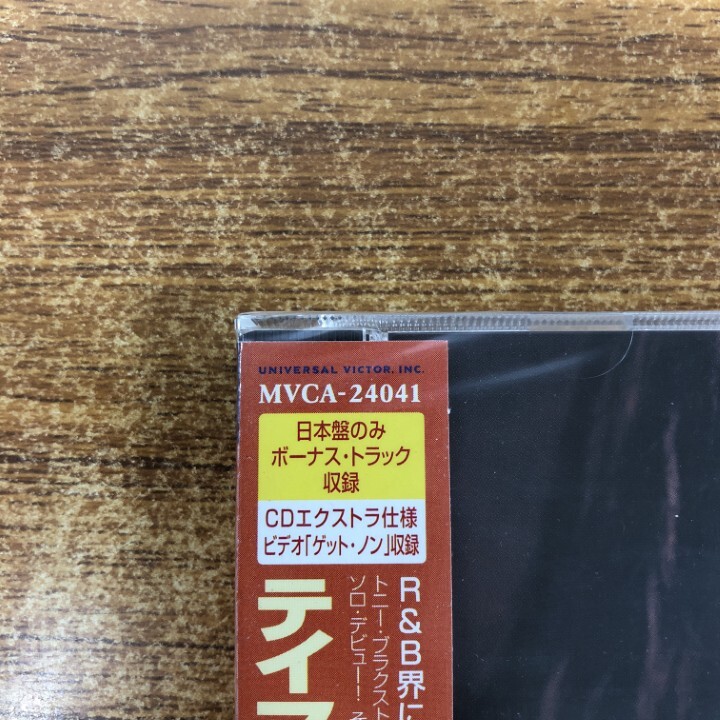 UNIVERSAL VICTOR, INC.
MVCA-24041
日本盤のみ
ボーナス・トラック
収録
CDエクストラ仕様
ビデオ「ゲット・ノン」収録
R&B界に
トニー・ブラクスト
ソロ・デビュー! そ
ティス